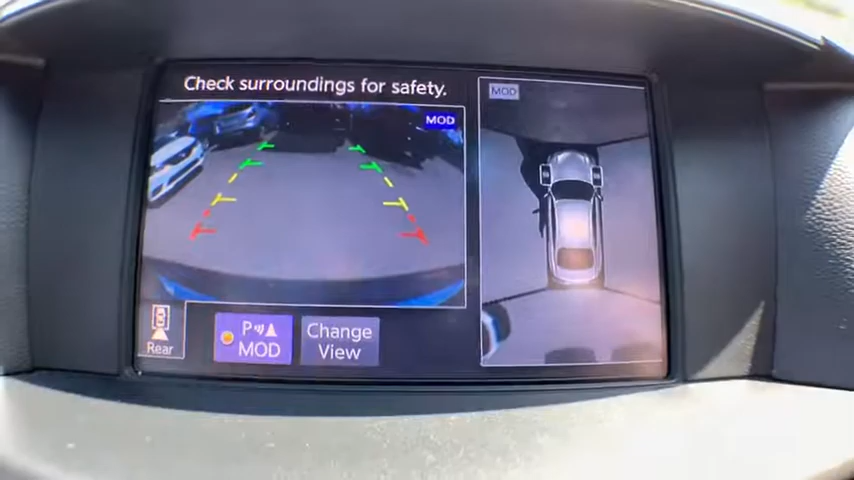 Check surroundings for safety.
MOD
MOD
Rear
P
MOD
Change
View